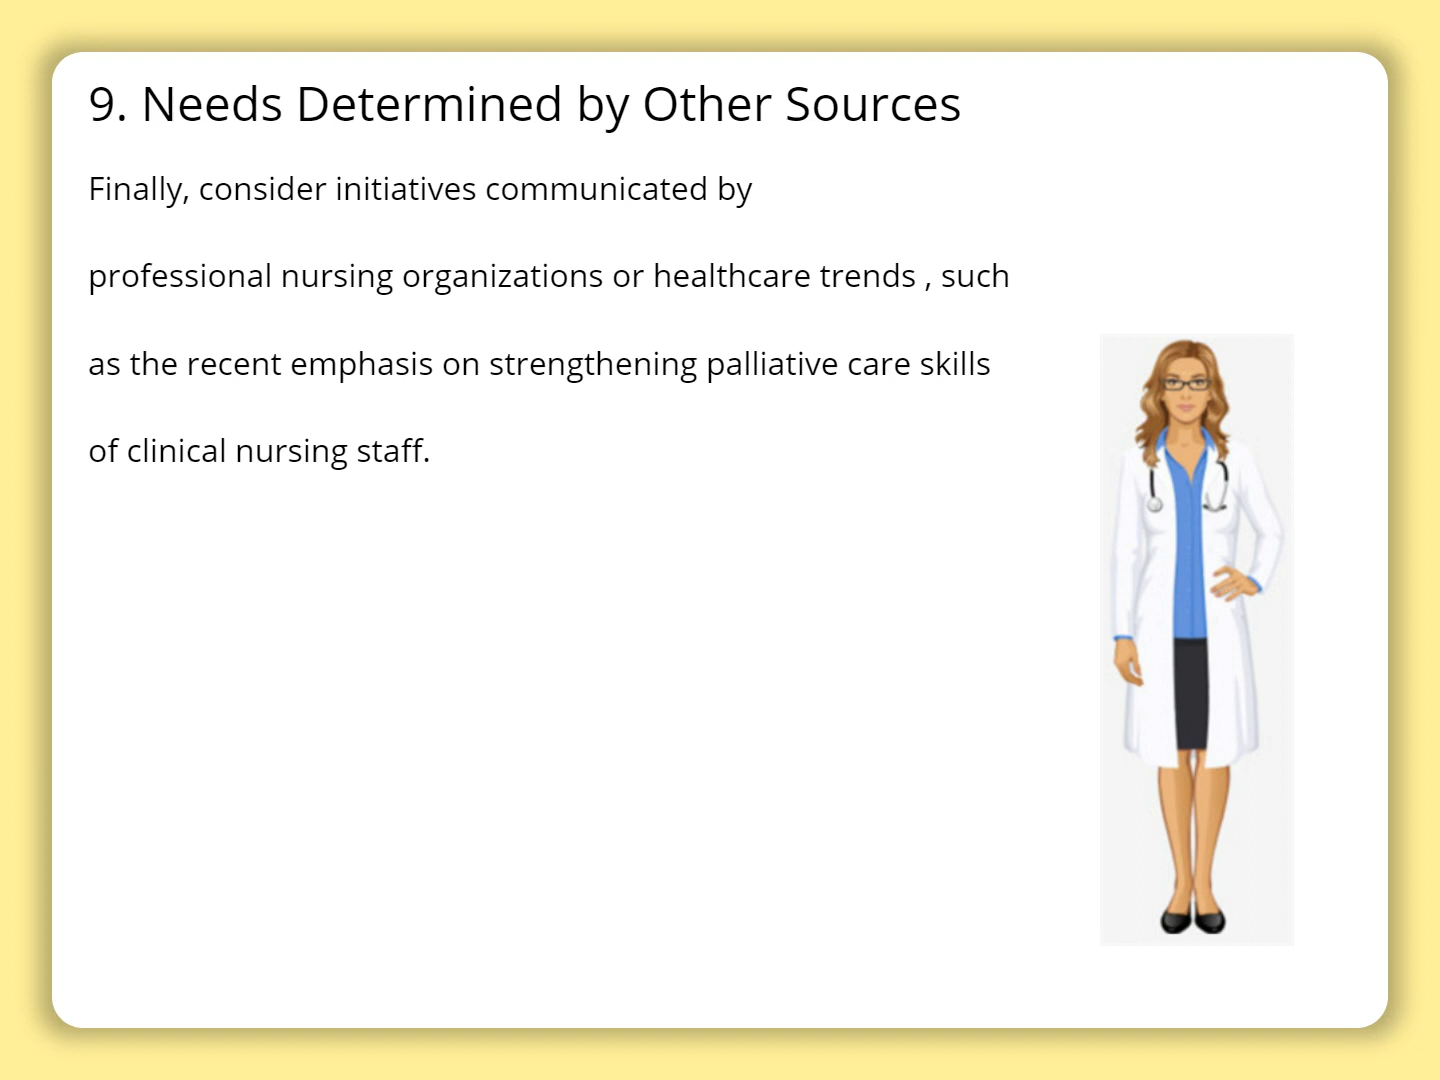 9. Needs Determined by Other Sources
Finally, consider initiatives communicated by
professional nursing organizations or healthcare trends , such
as the recent emphasis on strengthening palliative care skills
of clinical nursing staff.